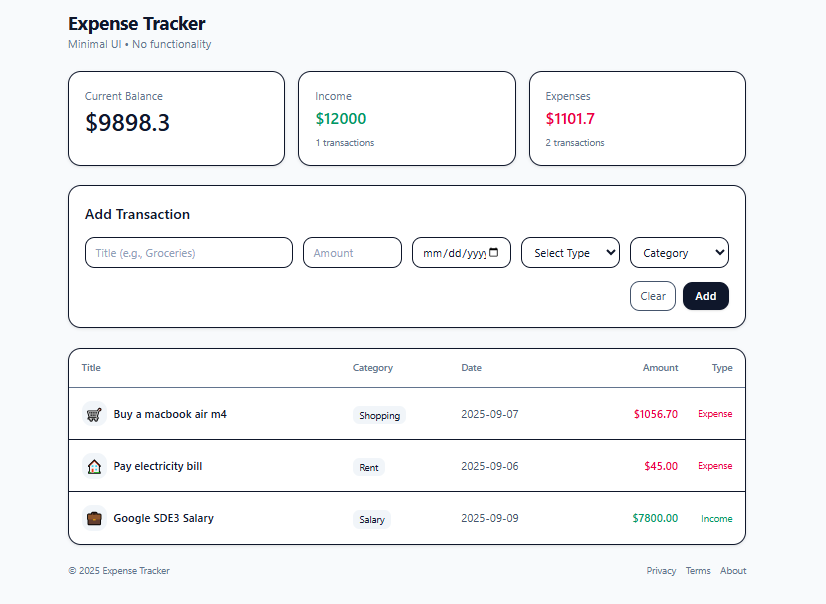 Expense Tracker
Minimal UI • No functionality
Current Balance
$9898.3
Income
$12000
1 transactions
Expenses
$1101.7
2 transactions
Add Transaction
Title (e.g., Groceries) Amount mm/dd/yyyy Select Type Category
Clear Add
Title Category Date Amount Type
Buy a macbook air m4 Shopping 2025-09-07 $1056.70 Expense
Pay electricity bill Rent 2025-09-06 $45.00 Expense
Google SDE3 Salary Salary 2025-09-09 $7800.00 Income
© 2025 Expense Tracker Privacy Terms About